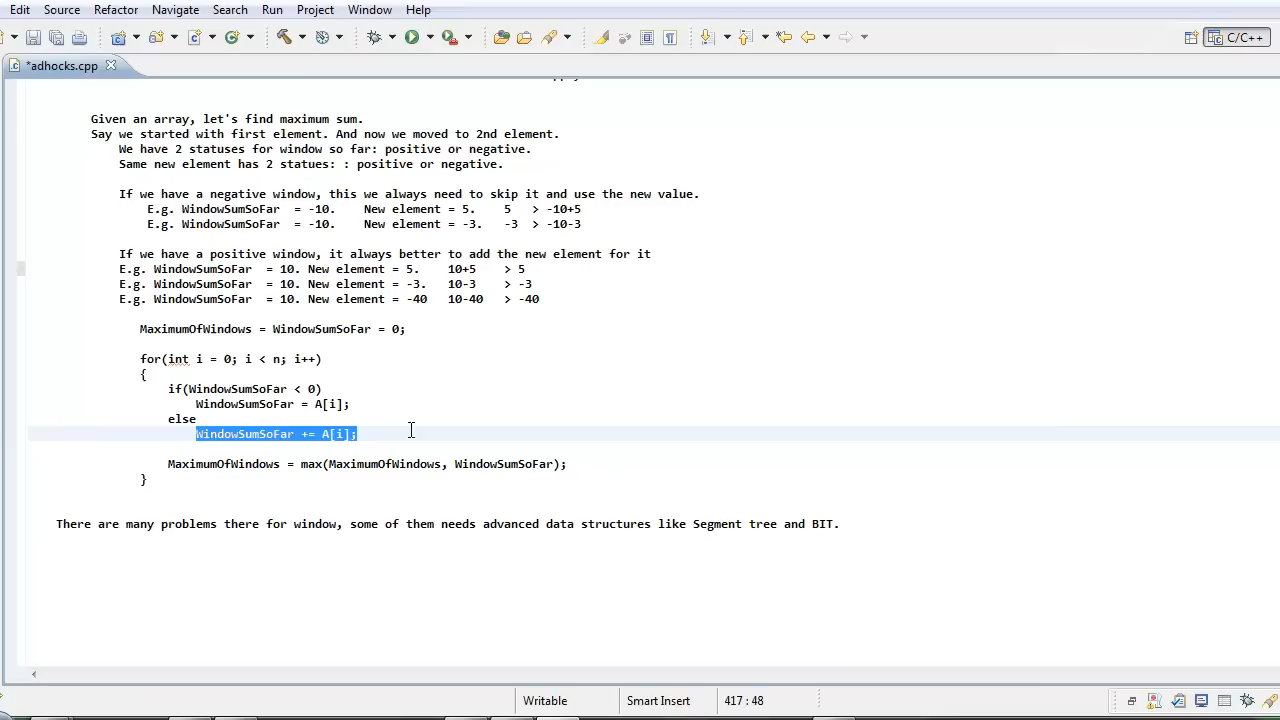 Edit Source Refactor Navigate Search Run Project Window Help
C/C++
*adhocks.cpp
Given an array, let's find maximum sum.
Say we started with first element. And now we moved to 2nd element.
We have 2 statuses for window so far: positive or negative.
Same new element has 2 statues: : positive or negative.
If we have a negative window, this we always need to skip it and use the new value.
E.g. WindowSumSoFar = -10. New element = 5. 5 > -10+5
E.g. WindowSumSoFar = -10. New element = -3. -3 > -10-3
If we have a positive window, it always better to add the new element for it
E.g. WindowSumSoFar = 10. New element = 5. 10+5 > 5
E.g. WindowSumSoFar = 10. New element = -3. 10-3 > -3
E.g. WindowSumSoFar = 10. New element = -40 10-40 > -40
MaximumOfWindows = WindowSumSoFar = 0;
for(int i = 0; i < n; i++)
{
if(WindowSumSoFar < 0)
WindowSumSoFar = A[i];
else
WindowSumSoFar += A[i];
MaximumOfWindows = max(MaximumOfWindows, WindowSumSoFar);
}
There are many problems there for window, some of them needs advanced data structures like Segment tree and BIT.
Writable Smart Insert 417 : 48